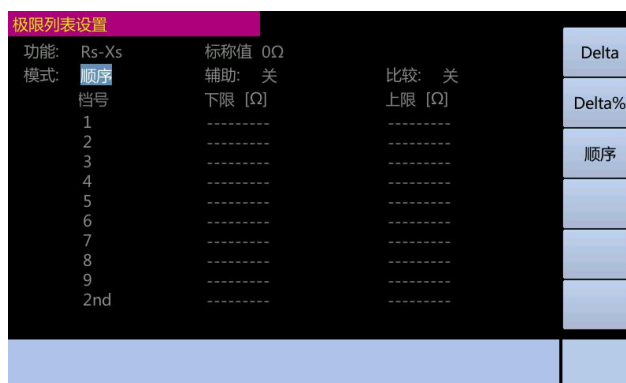 极限列表设置
功能: Rs-Xs 标称值 0Ω
模式: 顺序 辅助: 关 比较: 关
档号 下限 [Ω] 上限 [Ω]
1 --------- ---------
2 --------- ---------
3 --------- ---------
4 --------- ---------
5 --------- ---------
6 --------- ---------
7 --------- ---------
8 --------- ---------
9 --------- ---------
2nd --------- ---------
Delta
Delta%
顺序